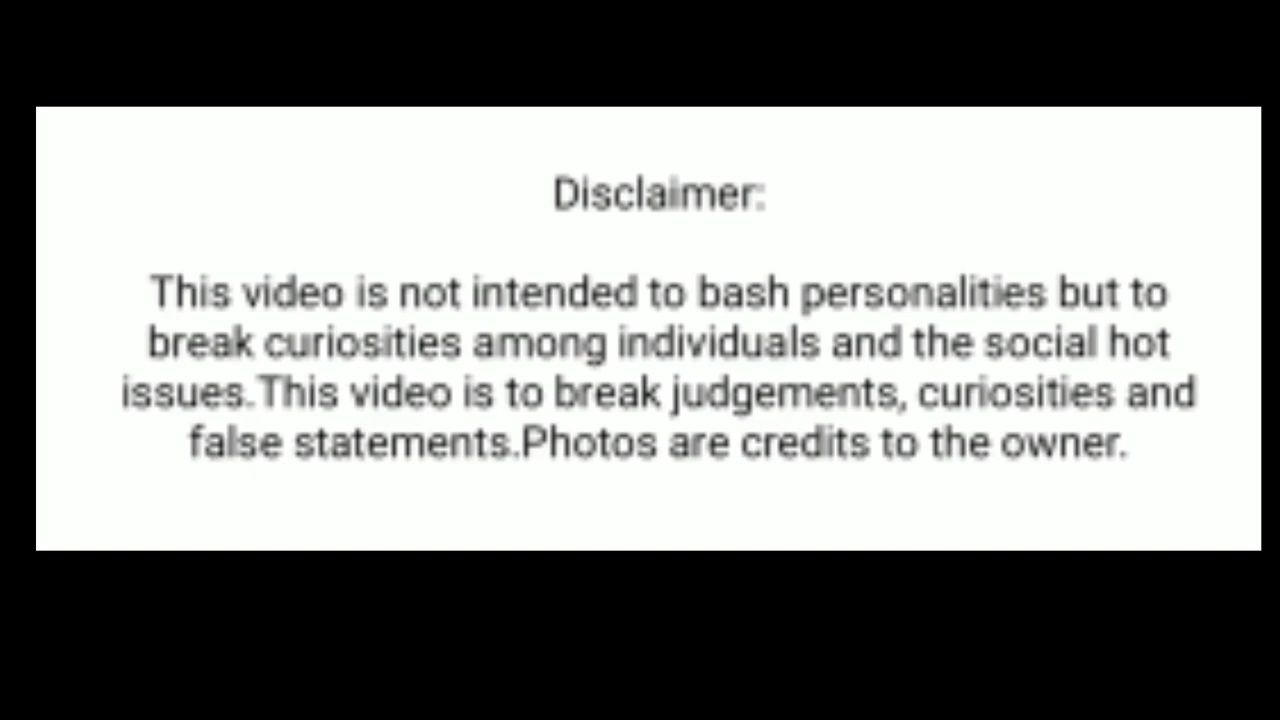 Disclaimer:
This video is not intended to bash personalities but to
break curiosities among individuals and the social hot
issues.This video is to break judgements, curiosities and
false statements.Photos are credits to the owner.